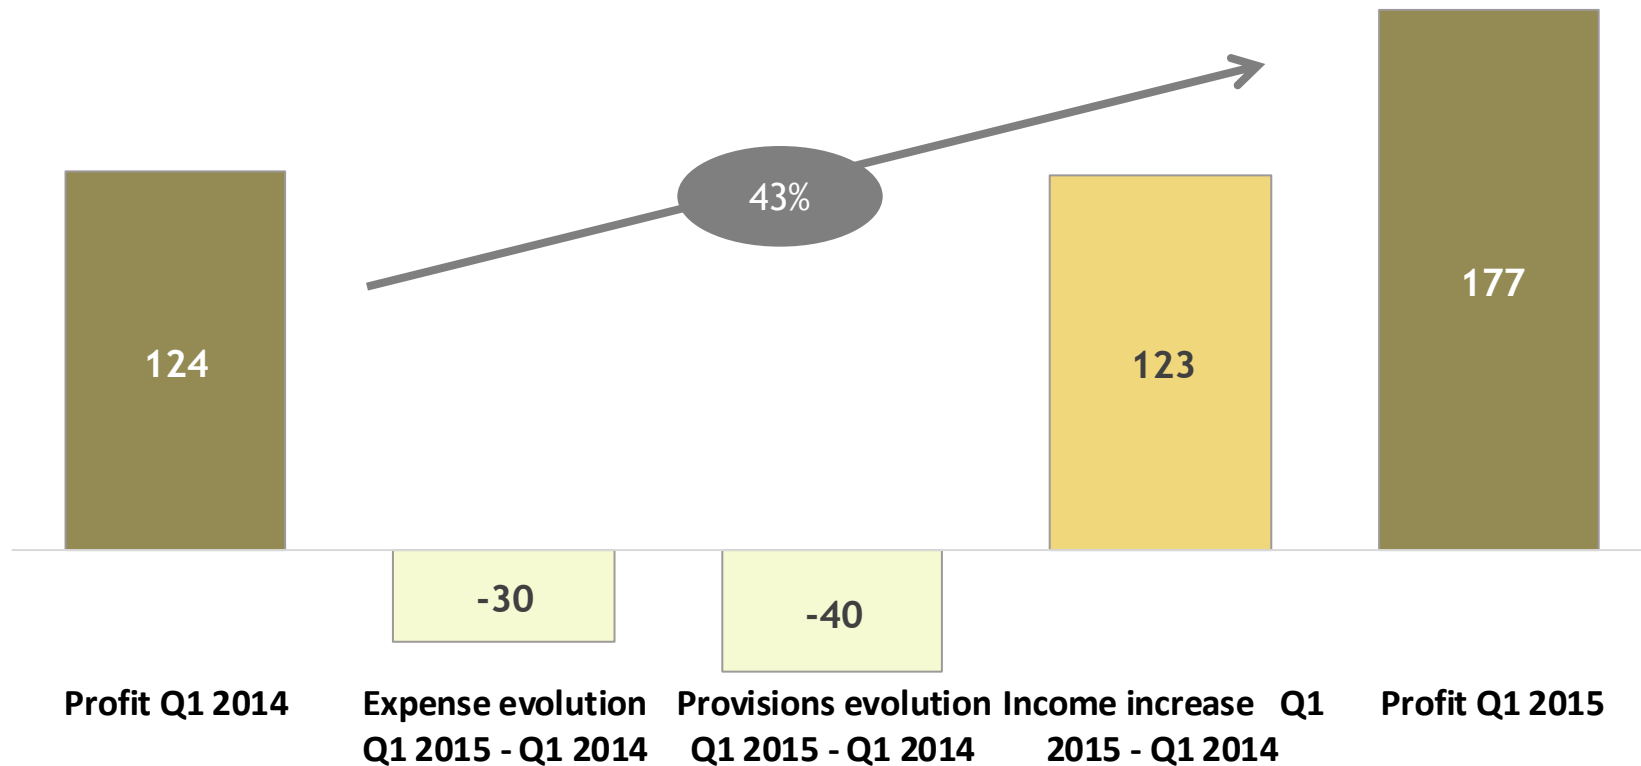 43%
124
-30
-40
123
177
Profit Q1 2014
Expense evolution
Q1 2015 - Q1 2014
Provisions evolution
Q1 2015 - Q1 2014
Income increase Q1
2015 - Q1 2014
Profit Q1 2015